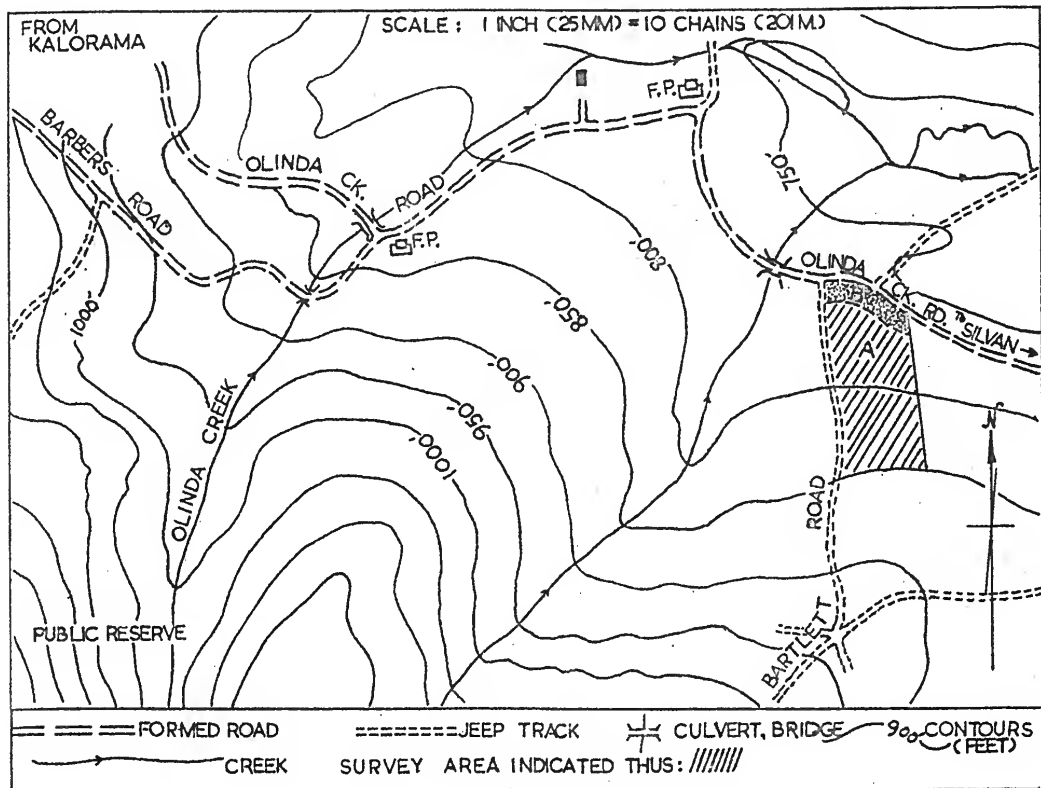 FROM
KALORAMA
SCALE : 1 INCH (25MM) = 10 CHAINS (201M.)
F.P.
BARBERS
ROAD
OLINDA
CK.
ROAD
F.P.
750'
800'
OLINDA
CK. RD. TO SILVAN
A
1000'
850'
900'
950'
1000'
OLINDA CREEK
N
ROAD
BARTLETT
PUBLIC RESERVE
FORMED ROAD
JEEP TRACK
CULVERT, BRIDGE
900 CONTOURS
(FEET)
CREEK
SURVEY AREA INDICATED THUS: